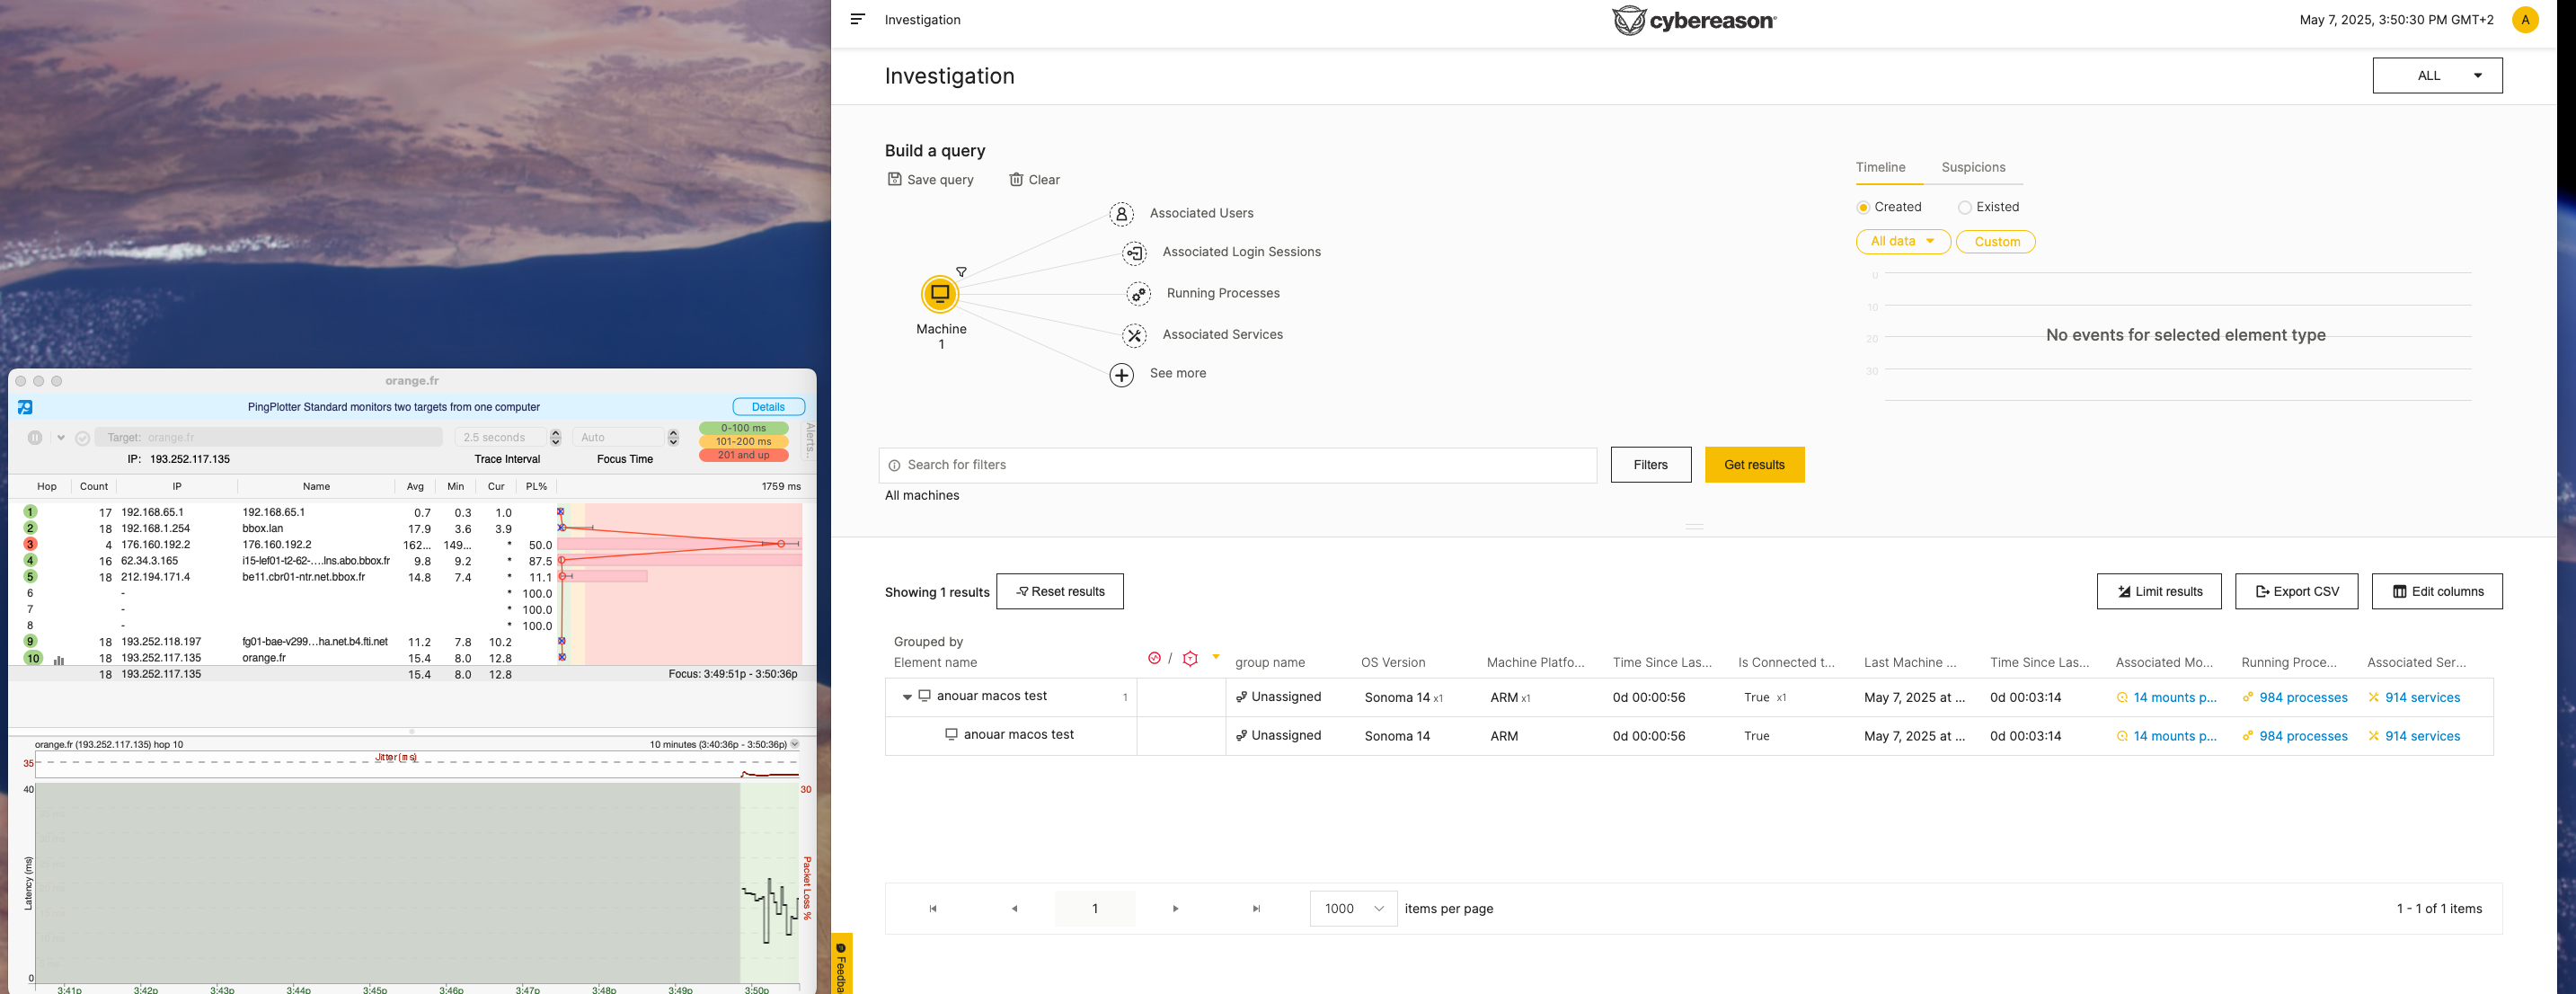 Investigation
cybereason
May 7, 2025, 3:50:30 PM GMT+2
A
Investigation
ALL
Build a query
Save query
Clear
Associated Users
Associated Login Sessions
Running Processes
Associated Services
See more
Machine
1
Timeline
Suspicions
Created
Existed
All data
Custom
0
10
20
30
No events for selected element type
Search for filters
Filters
Get results
All machines
Showing 1 results
Reset results
Limit results
Export CSV
Edit columns
Grouped by
Element name / group name OS Version Machine Platfo... Time Since Las... Is Connected t... Last Machine ... Time Since Las... Associated Mo... Running Proce... Associated Ser...
anouar macos test 1 Unassigned Sonoma 14 x1 ARM x1 0d 00:00:56 True x1 May 7, 2025 at ... 0d 00:03:14 14 mounts p... 984 processes 914 services
anouar macos test Unassigned Sonoma 14 ARM 0d 00:00:56 True May 7, 2025 at ... 0d 00:03:14 14 mounts p... 984 processes 914 services
1
1000
items per page
1 - 1 of 1 items
Feedba
orange.fr
PingPlotter Standard monitors two targets from one computer
Details
Target: orange.fr
2.5 seconds
Auto
0-100 ms
101-200 ms
201 and up
Alerts...
IP: 193.252.117.135
Trace Interval
Focus Time
Hop Count IP Name Avg Min Cur PL% 1759 ms
1 17 192.168.65.1 192.168.65.1 0.7 0.3 1.0
2 18 192.168.1.254 bbox.lan 17.9 3.6 3.9
3 4 176.160.192.2 176.160.192.2 162... 149... * 50.0
4 16 62.34.3.165 i15-lef01-t2-62-....lns.abo.bbox.fr 9.8 9.2 * 87.5
5 18 212.194.171.4 be11.cbr01-ntr.net.bbox.fr 14.8 7.4 * 11.1
6 - * 100.0
7 - * 100.0
8 - * 100.0
9 18 193.252.118.197 fg01-bae-v299...ha.net.b4.fti.net 11.2 7.8 10.2
10 18 193.252.117.135 orange.fr 15.4 8.0 12.8
18 193.252.117.135 15.4 8.0 12.8 Focus: 3:49:51p - 3:50:36p
orange.fr (193.252.117.135) hop 10
10 minutes (3:40:36p - 3:50:36p)
Jitter (ms)
35
40
30
Latency (ms)
Packet Loss %
0
3:41p 3:42p 3:43p 3:44p 3:45p 3:46p 3:47p 3:48p 3:49p 3:50p